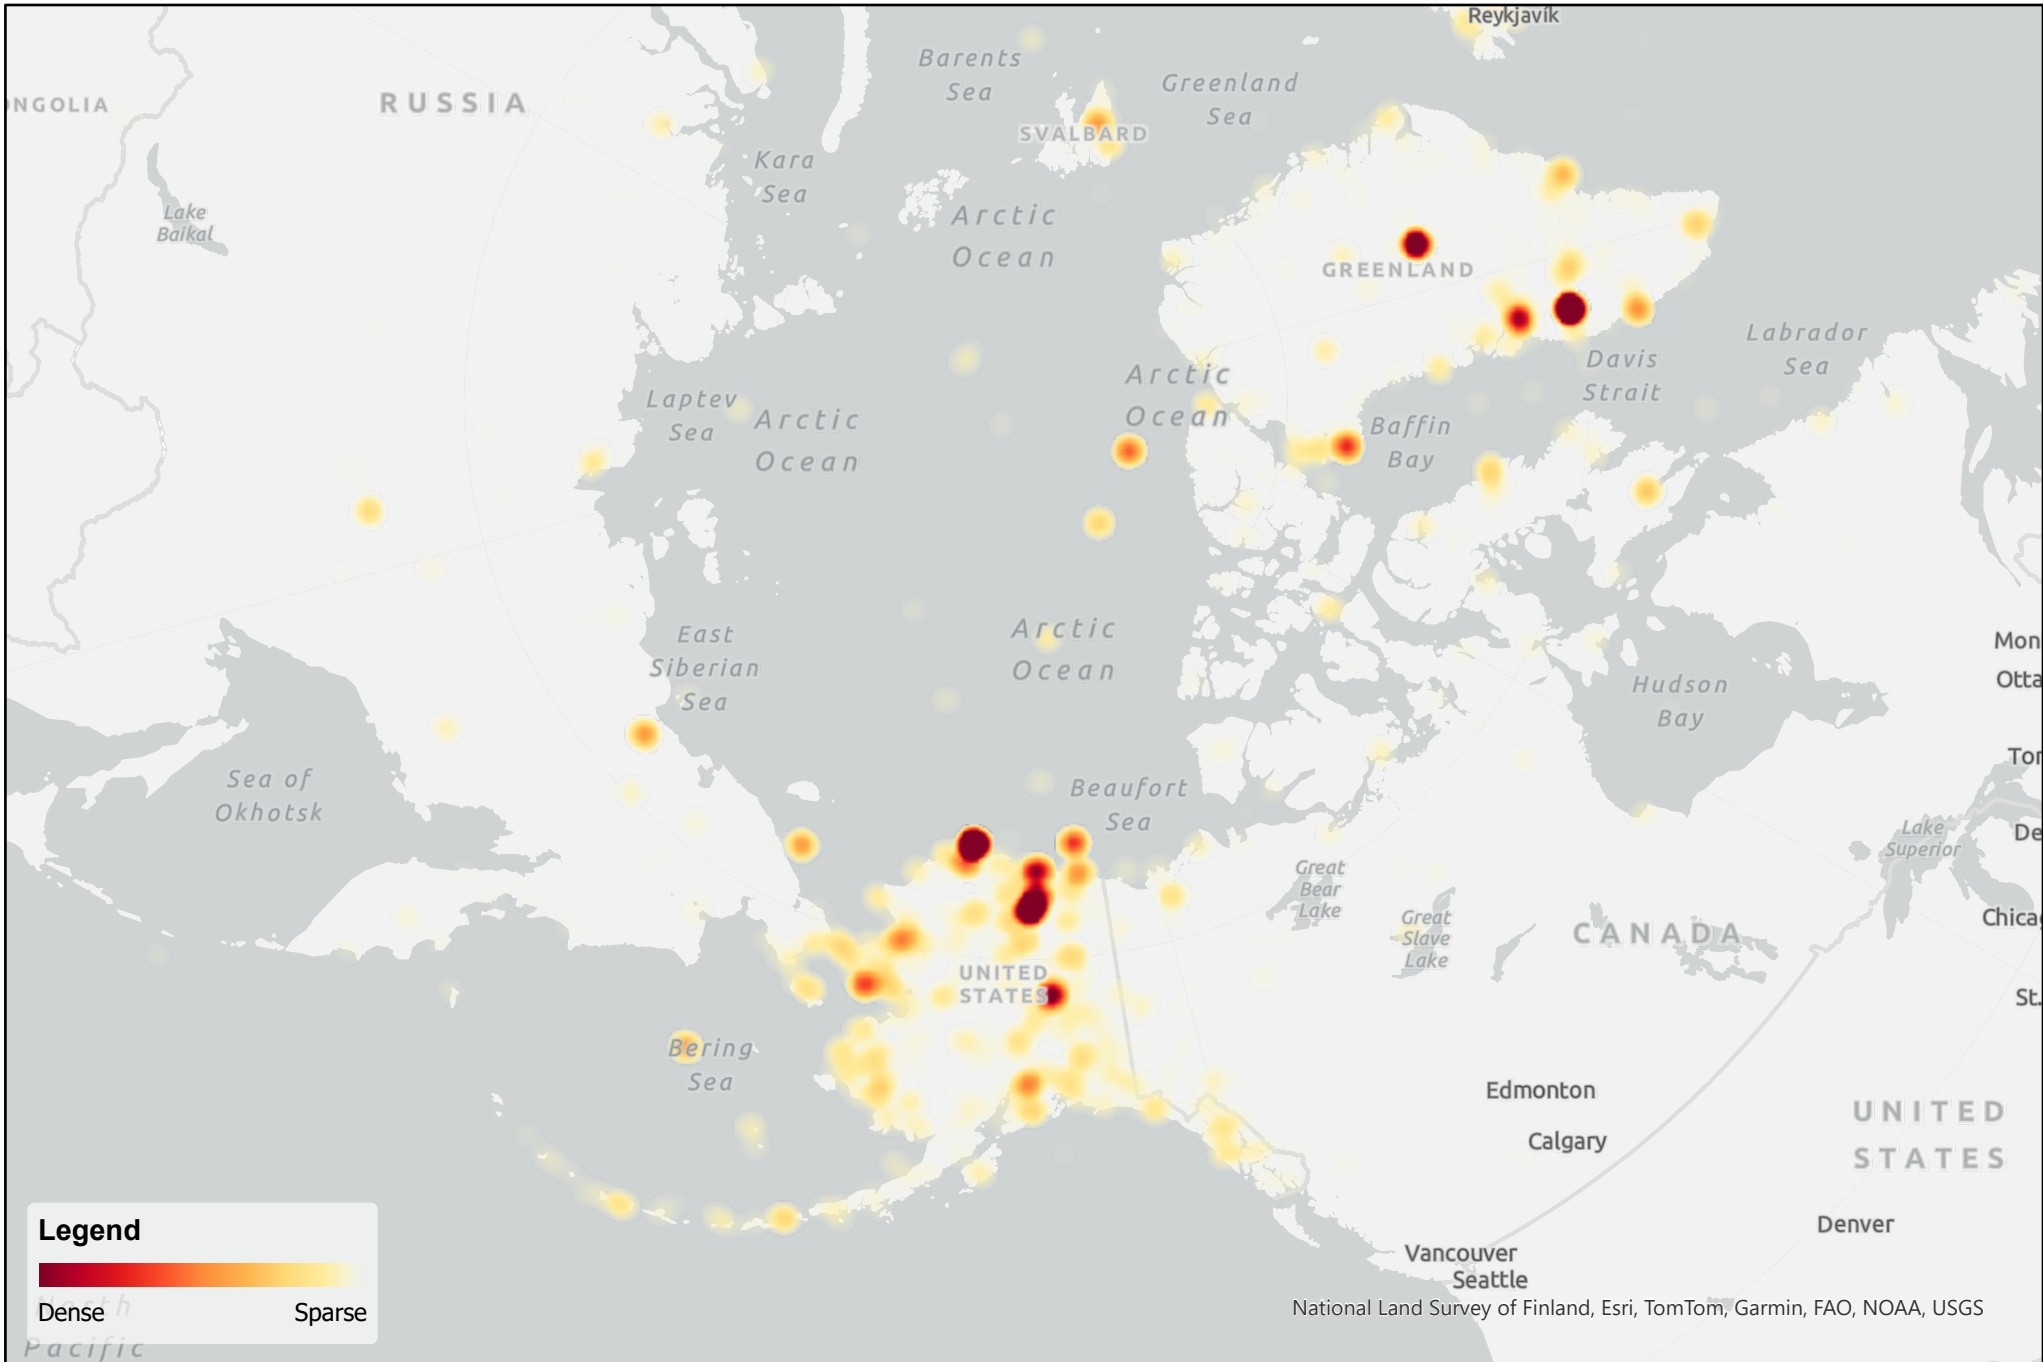 Reykjavík
Barents
Sea
Greenland
Sea
RUSSIA
NGOLIA
SVALBARD
Kara
Sea
Lake
Baikal
Arctic
Ocean
GREENLAND
Labrador
Sea
Davis
Strait
Arctic
Ocean
Laptev
Sea
Arctic
Ocean
Baffin
Bay
East
Siberian
Sea
Arctic
Ocean
Mon
Otta
Hudson
Bay
Tor
Sea of
Okhotsk
Beaufort
Sea
Lake
Superior
De
Great
Bear
Lake
Great
Slave
Lake
CANADA
Chica
UNITED
STATES
St.
Bering
Sea
Edmonton
Calgary
UNITED
STATES
Denver
Vancouver
Seattle
Legend
Dense
Sparse
North
Pacific
National Land Survey of Finland, Esri, TomTom, Garmin, FAO, NOAA, USGS